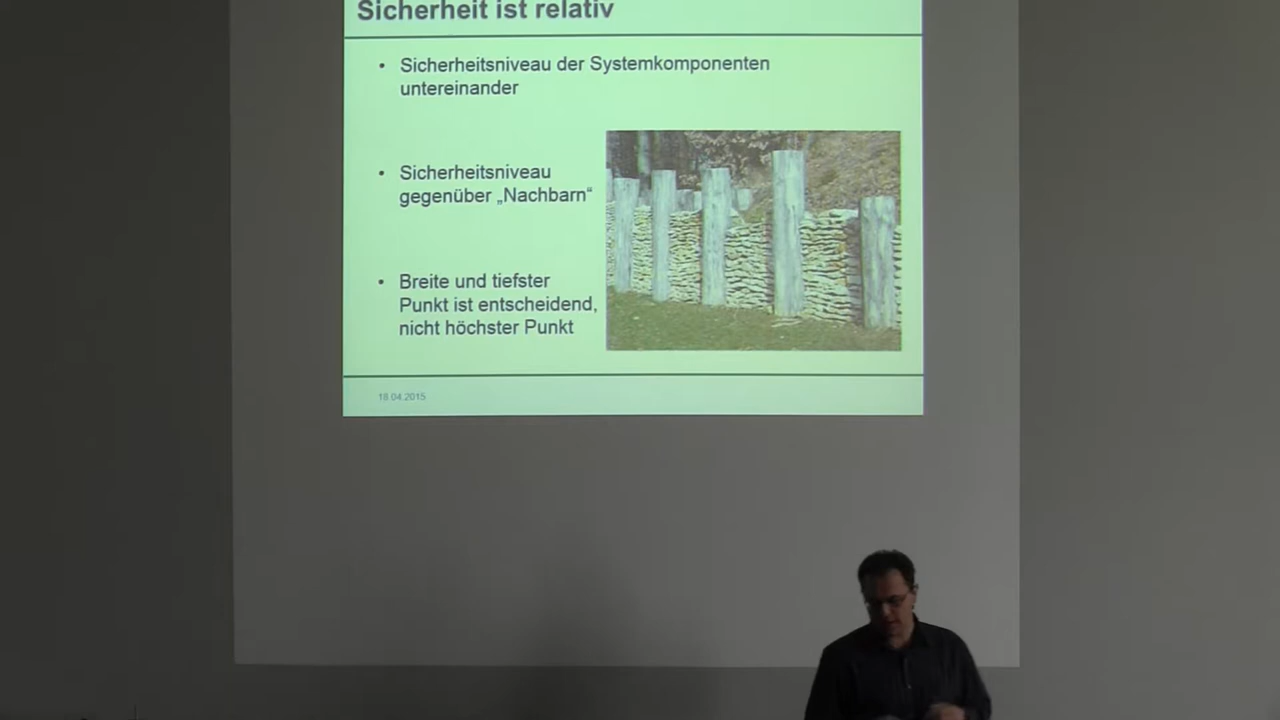 Sicherheit ist relativ
• Sicherheitsniveau der Systemkomponenten
untereinander
• Sicherheitsniveau
gegenüber „Nachbarn“
• Breite und tiefster
Punkt ist entscheidend,
nicht höchster Punkt
18.04.2015